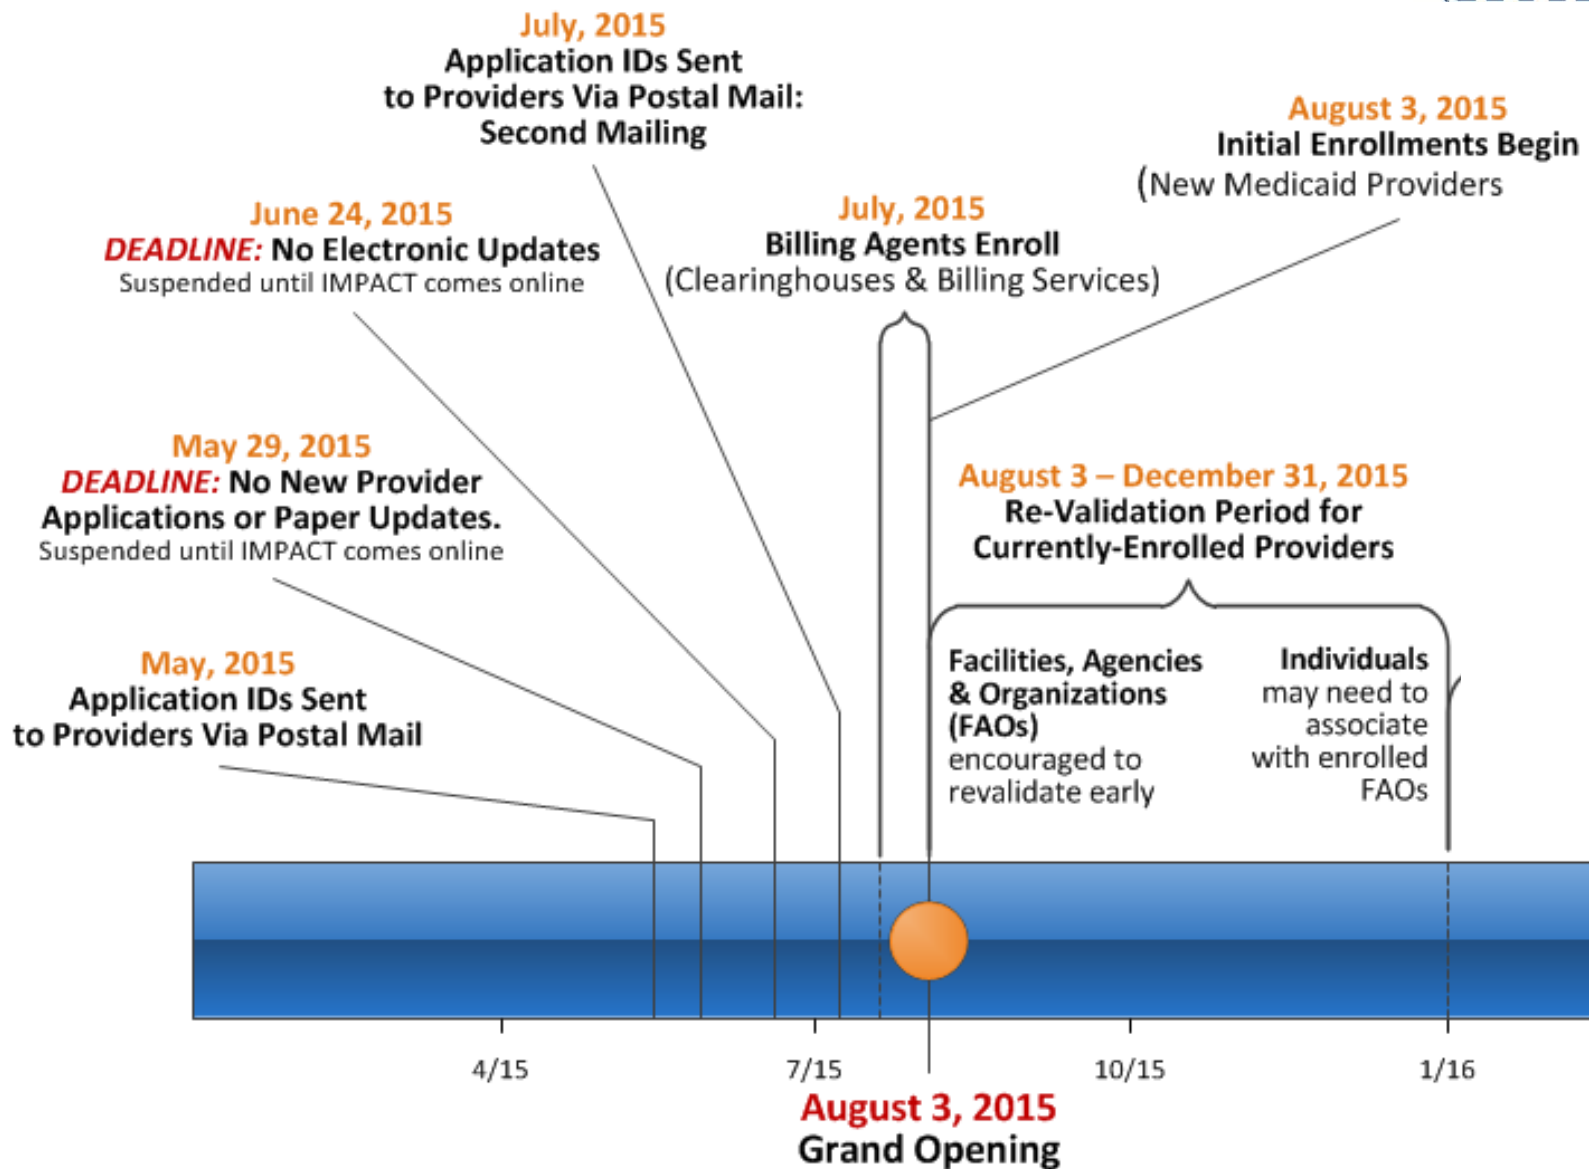 July, 2015
Application IDs Sent
to Providers Via Postal Mail:
Second Mailing
August 3, 2015
Initial Enrollments Begin
(New Medicaid Providers
June 24, 2015
DEADLINE: No Electronic Updates
Suspended until IMPACT comes online
July, 2015
Billing Agents Enroll
(Clearinghouses & Billing Services)
May 29, 2015
DEADLINE: No New Provider
Applications or Paper Updates.
Suspended until IMPACT comes online
August 3 – December 31, 2015
Re-Validation Period for
Currently-Enrolled Providers
May, 2015
Application IDs Sent
to Providers Via Postal Mail
Facilities, Agencies
& Organizations
(FAOs)
encouraged to
revalidate early
Individuals
may need to
associate
with enrolled
FAOs
4/15
7/15
10/15
1/16
August 3, 2015
Grand Opening